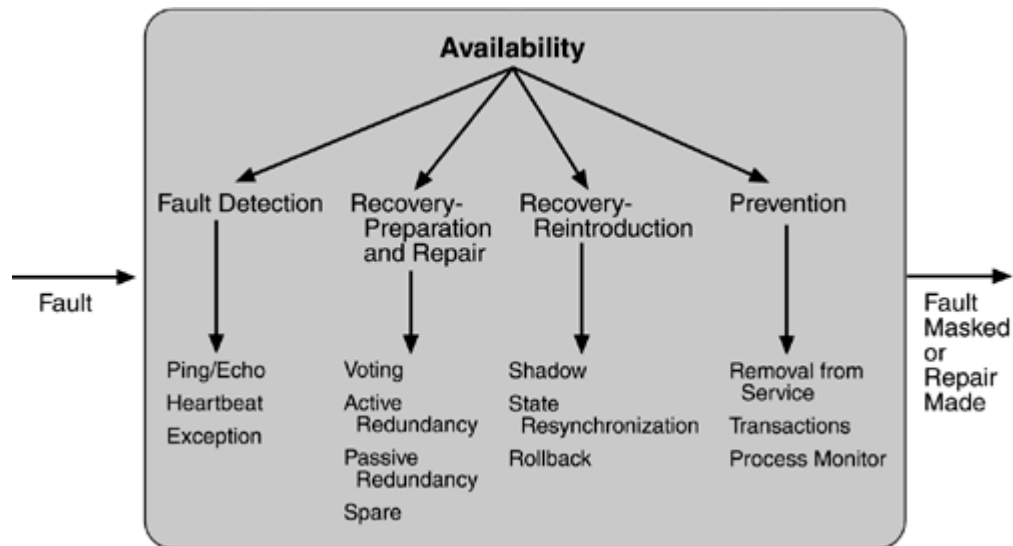 Availability
Fault Detection
Recovery-
Preparation
and Repair
Recovery-
Reintroduction
Prevention
Fault
Ping/Echo
Heartbeat
Exception
Voting
Active
Redundancy
Passive
Redundancy
Spare
Shadow
State
Resynchronization
Rollback
Removal from
Service
Transactions
Process Monitor
Fault
Masked
or
Repair
Made